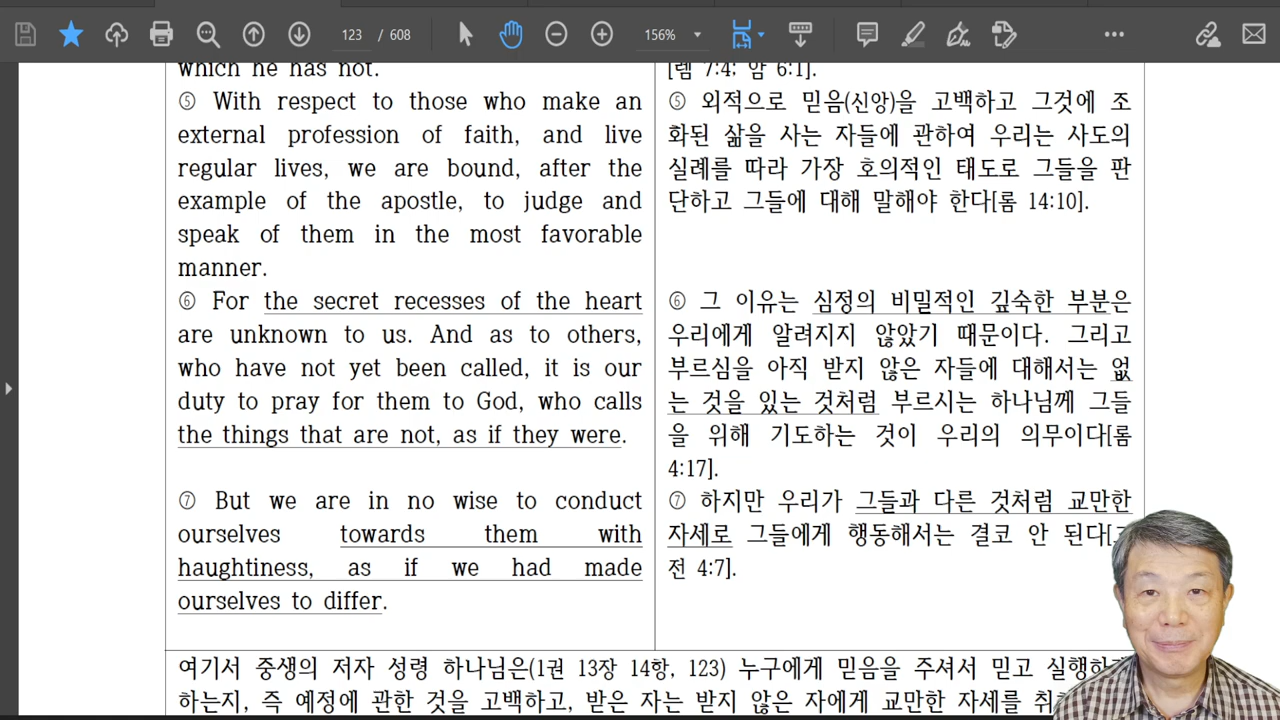 123 / 608
156%
which he has not.
⑤ With respect to those who make an
external profession of faith, and live
regular lives, we are bound, after the
example of the apostle, to judge and
speak of them in the most favorable
manner.
⑥ For the secret recesses of the heart
are unknown to us. And as to others,
who have not yet been called, it is our
duty to pray for them to God, who calls
the things that are not, as if they were.
⑦ But we are in no wise to conduct
ourselves towards them with
haughtiness, as if we had made
ourselves to differ.
[렘 7:4; 암 6:1].
⑤ 외적으로 믿음(신앙)을 고백하고 그것에 조
화된 삶을 사는 자들에 관하여 우리는 사도의
실례를 따라 가장 호의적인 태도로 그들을 판
단하고 그들에 대해 말해야 한다[롬 14:10].
⑥ 그 이유는 심정의 비밀적인 깊숙한 부분은
우리에게 알려지지 않았기 때문이다. 그리고
부르심을 아직 받지 않은 자들에 대해서는 없
는 것을 있는 것처럼 부르시는 하나님께 그들
을 위해 기도하는 것이 우리의 의무이다[롬
4:17].
⑦ 하지만 우리가 그들과 다른 것처럼 교만한
자세로 그들에게 행동해서는 결코 안 된다[고
전 4:7].
여기서 중생의 저자 성령 하나님은(1권 13장 14항, 123) 누구에게 믿음을 주셔서 믿고
하는지, 즉 예정에 관한 것을 고백하고, 받은 자는 받지 않은 자에게 교만한 자세를